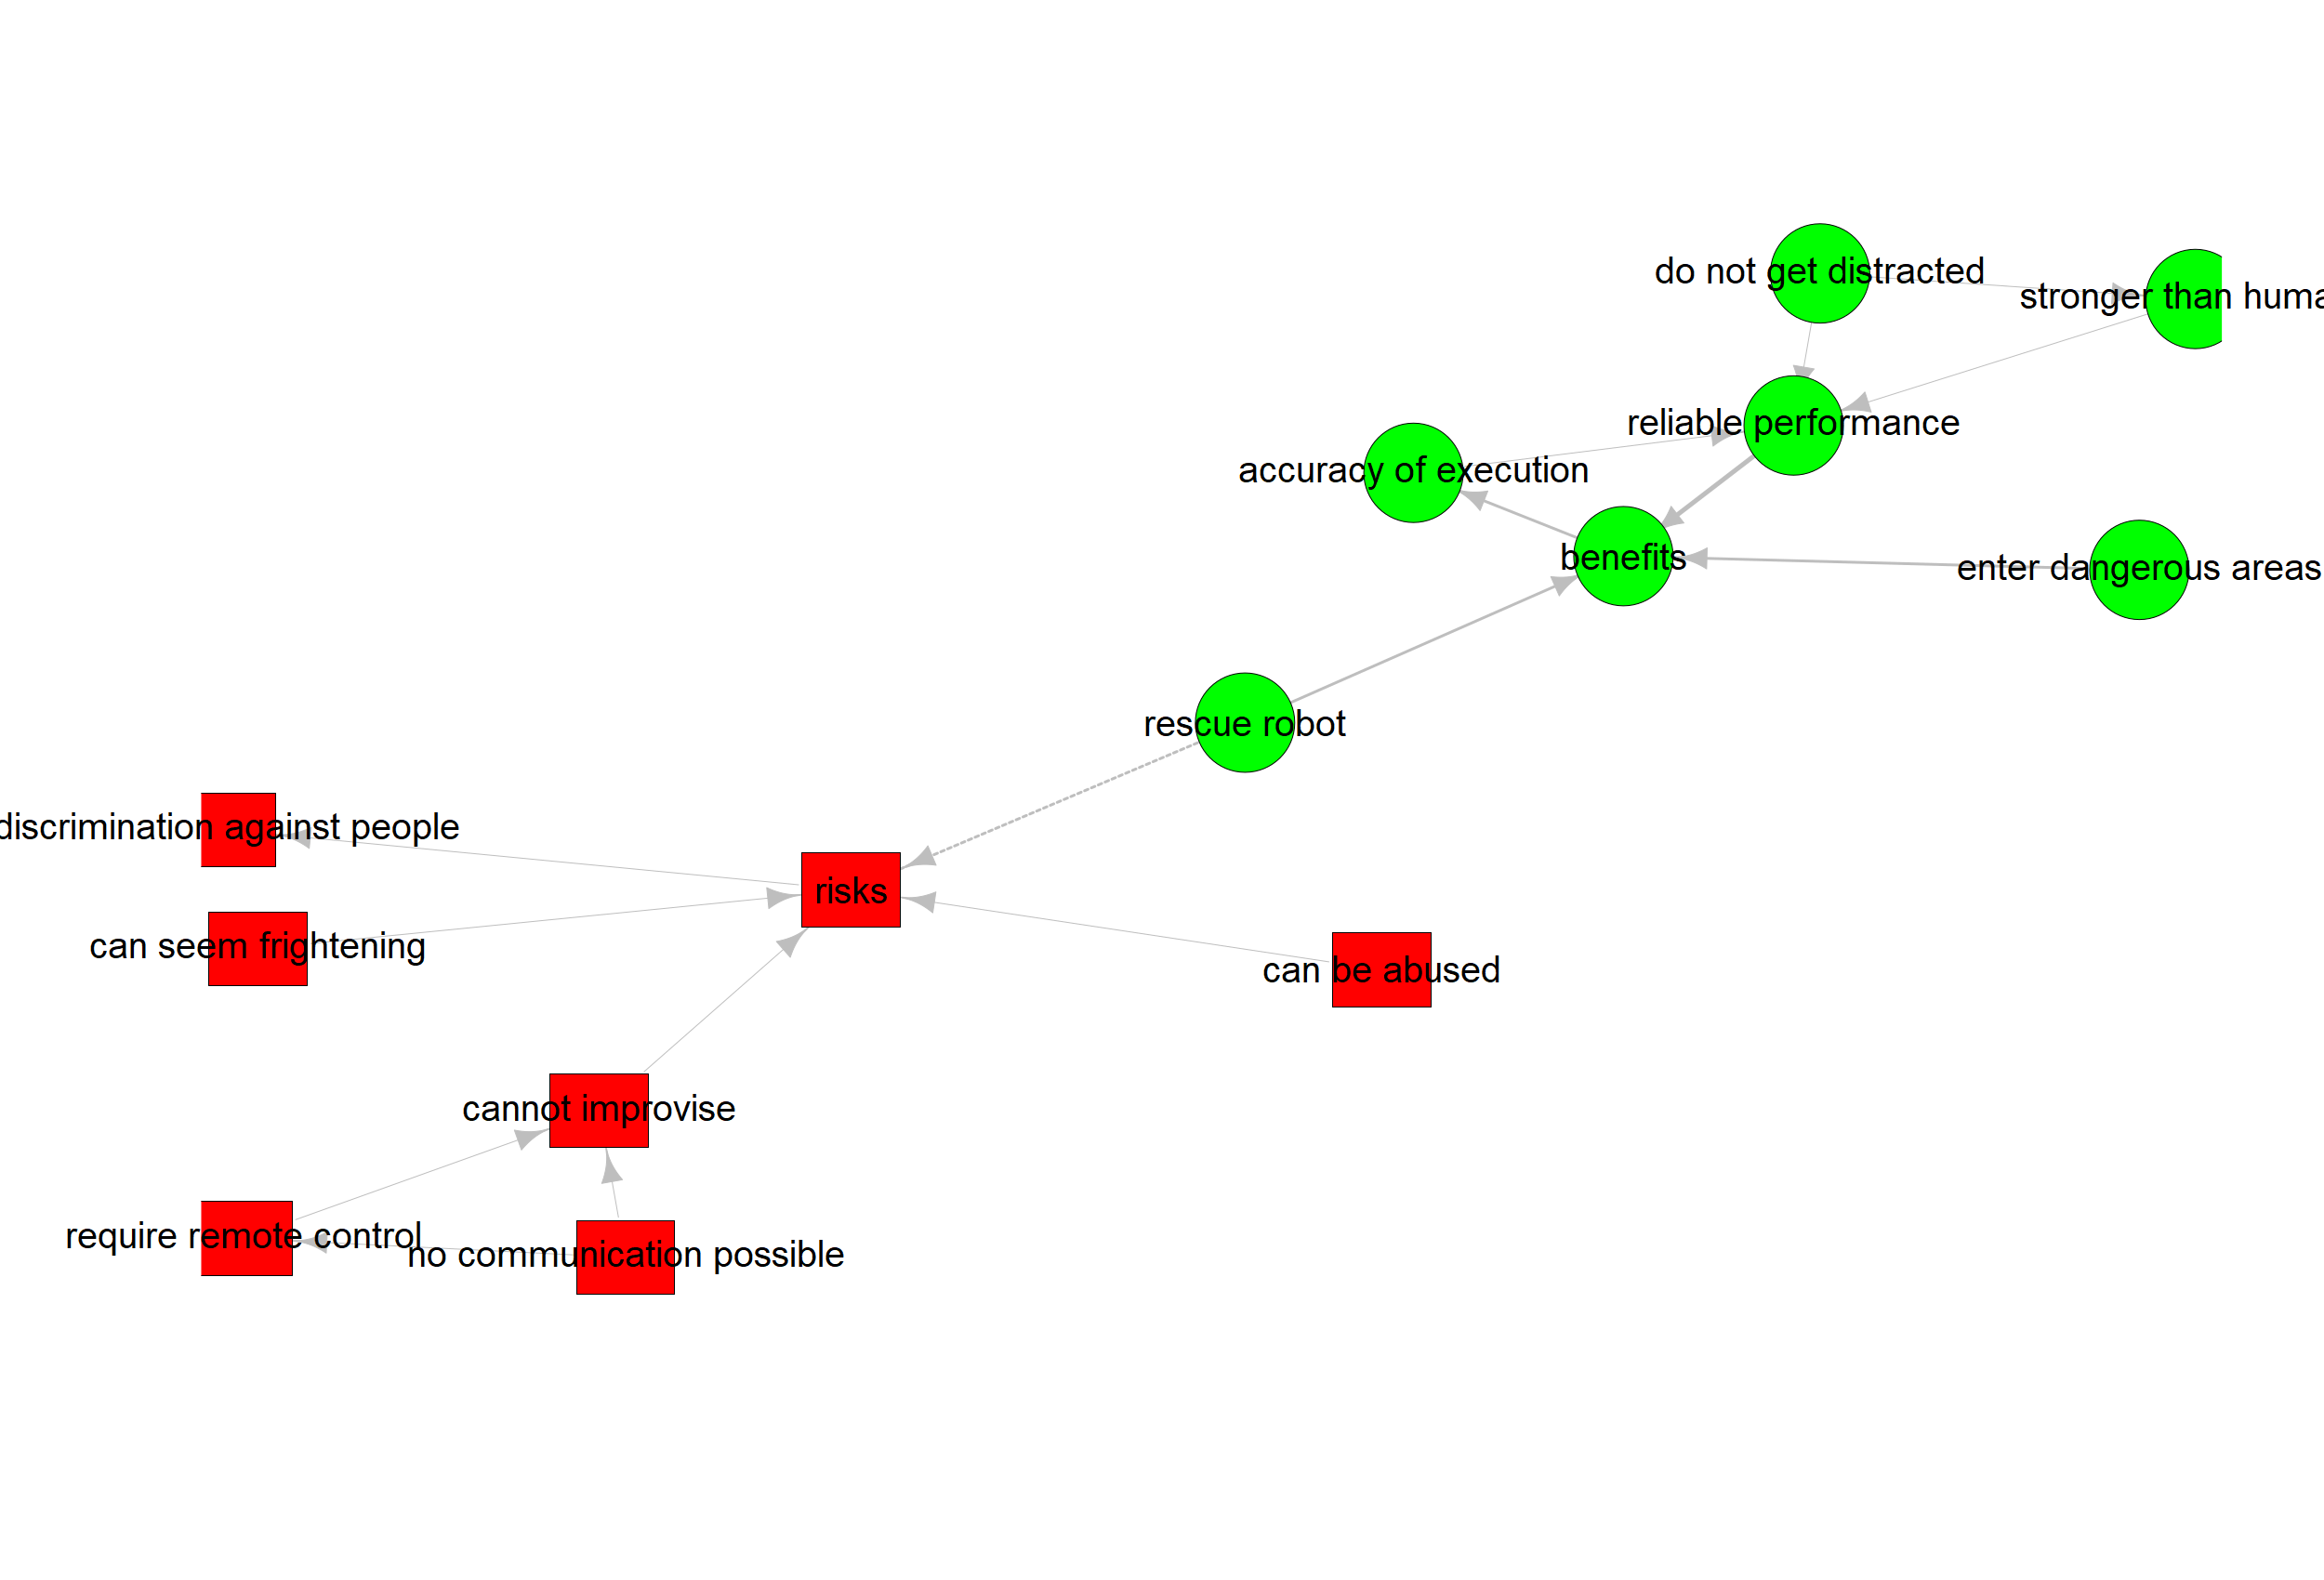 do not get distracted
stronger than huma
reliable performance
accuracy of execution
benefits
enter dangerous areas
rescue robot
discrimination against people
risks
can seem frightening
can be abused
cannot improvise
require remote control
no communication possible